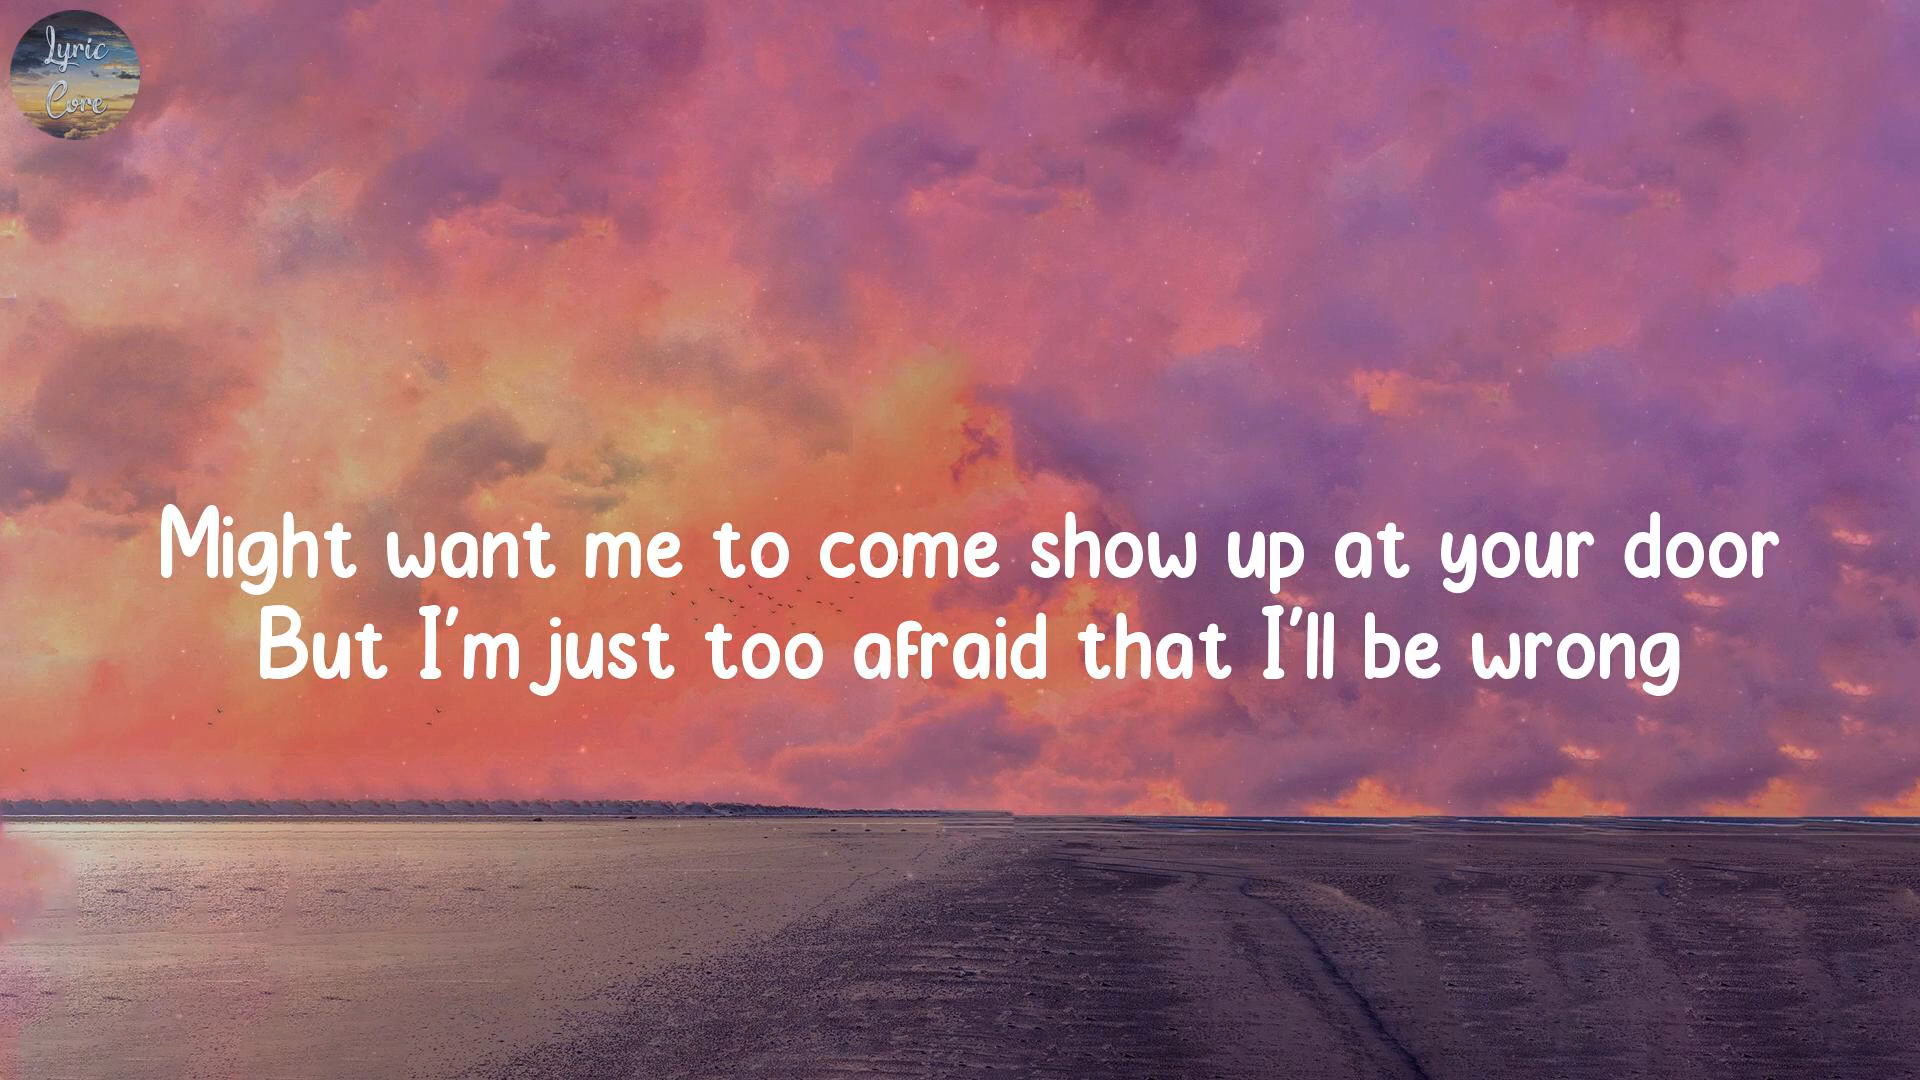 Lyric
Core
Might want me to come show up at your door
But I'm just too afraid that I'll be wrong